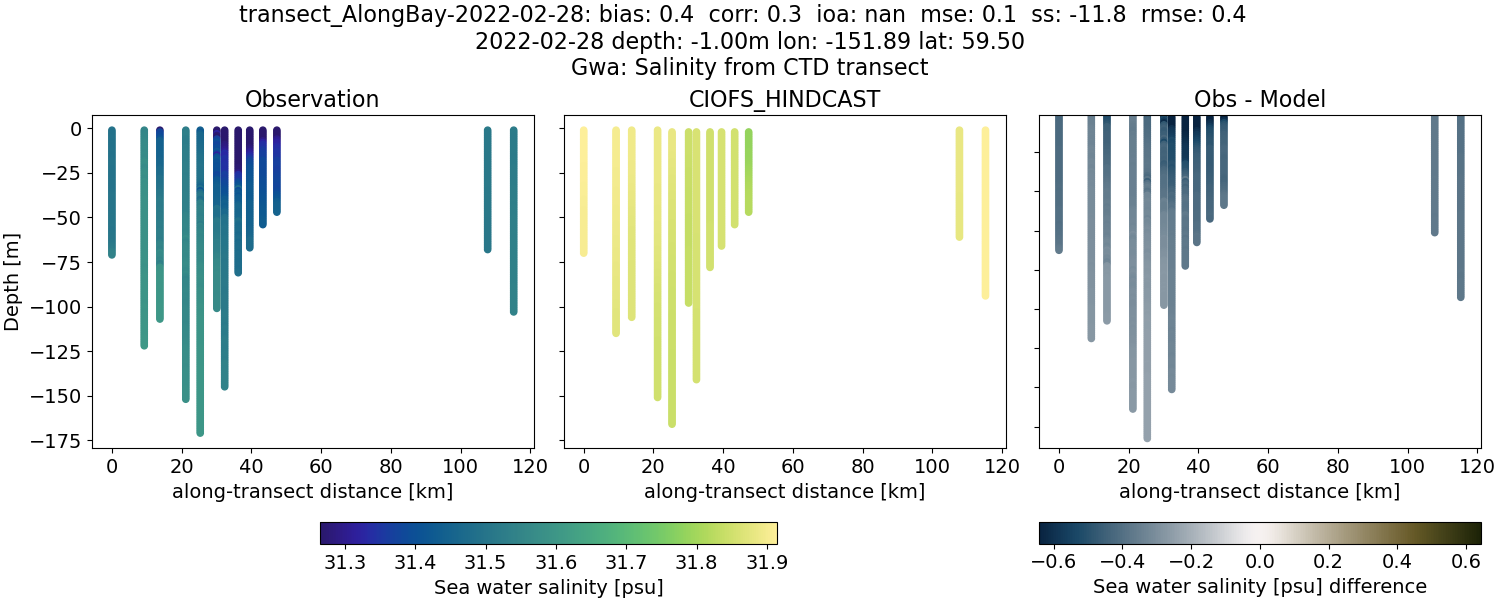 transect_AlongBay-2022-02-28: bias: 0.4  corr: 0.3  ioa: nan  mse: 0.1  ss: -11.8  rmse: 0.4
2022-02-28 depth: -1.00m lon: -151.89 lat: 59.50
Gwa: Salinity from CTD transect
Observation
CIOFS_HINDCAST
Obs - Model
Depth [m]
0
−25
−50
−75
−100
−125
−150
−175
0 20 40 60 80 100 120
0 20 40 60 80 100 120
0 20 40 60 80 100 120
along-transect distance [km]
along-transect distance [km]
along-transect distance [km]
31.3 31.4 31.5 31.6 31.7 31.8 31.9
Sea water salinity [psu]
−0.6 −0.4 −0.2 0.0 0.2 0.4 0.6
Sea water salinity [psu] difference